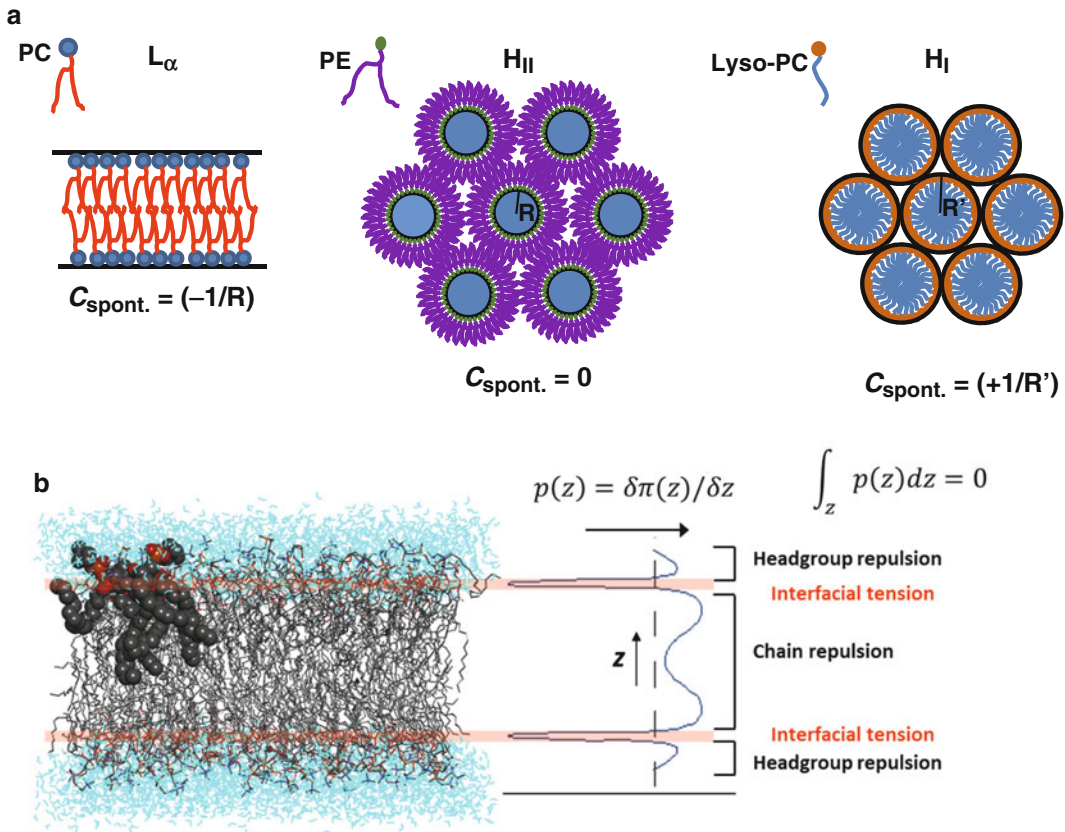 a
PC
Lα
PE
HII
Lyso-PC
HI
R
R'
Cspont. = (–1/R)
Cspont. = 0
Cspont. = (+1/R')
b
p(z) = δπ(z)/δz
∫z p(z)dz = 0
Headgroup repulsion
Interfacial tension
Chain repulsion
z
Interfacial tension
Headgroup repulsion